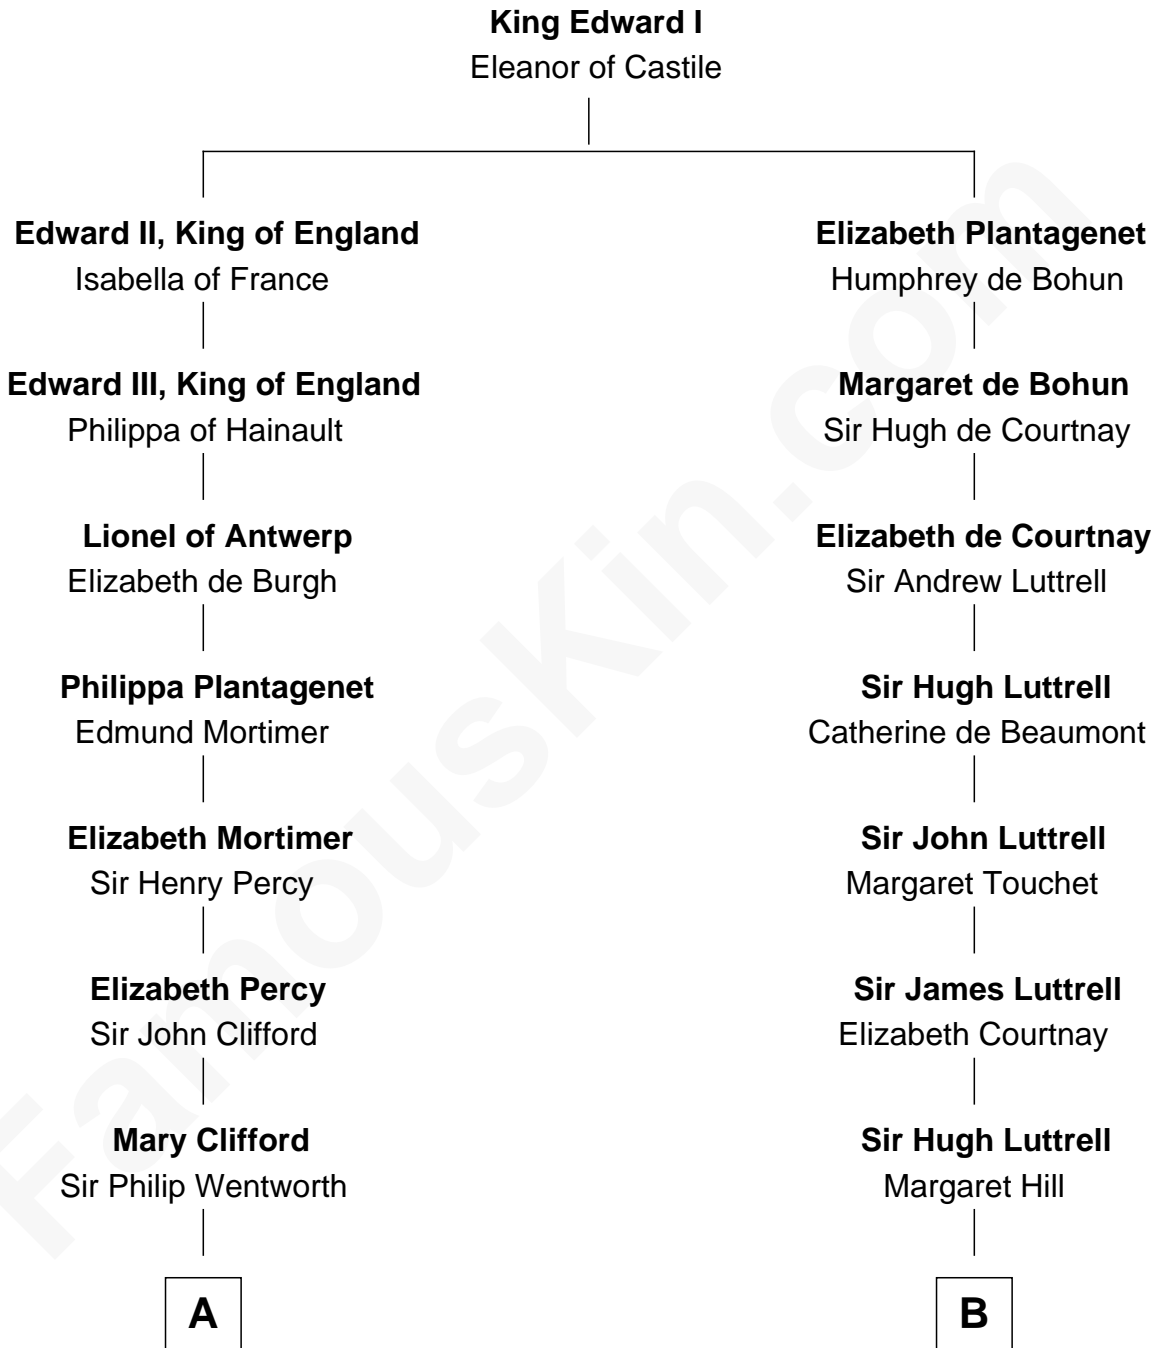 King Edward I
Eleanor of Castile
Edward II, King of England
Isabella of France
Edward III, King of England
Philippa of Hainault
Lionel of Antwerp
Elizabeth de Burgh
Philippa Plantagenet
Edmund Mortimer
Elizabeth Mortimer
Sir Henry Percy
Elizabeth Percy
Sir John Clifford
Mary Clifford
Sir Philip Wentworth
A
Elizabeth Plantagenet
Humphrey de Bohun
Margaret de Bohun
Sir Hugh de Courtnay
Elizabeth de Courtnay
Sir Andrew Luttrell
Sir Hugh Luttrell
Catherine de Beaumont
Sir John Luttrell
Margaret Touchet
Sir James Luttrell
Elizabeth Courtnay
Sir Hugh Luttrell
Margaret Hill
B
FamousKin.com